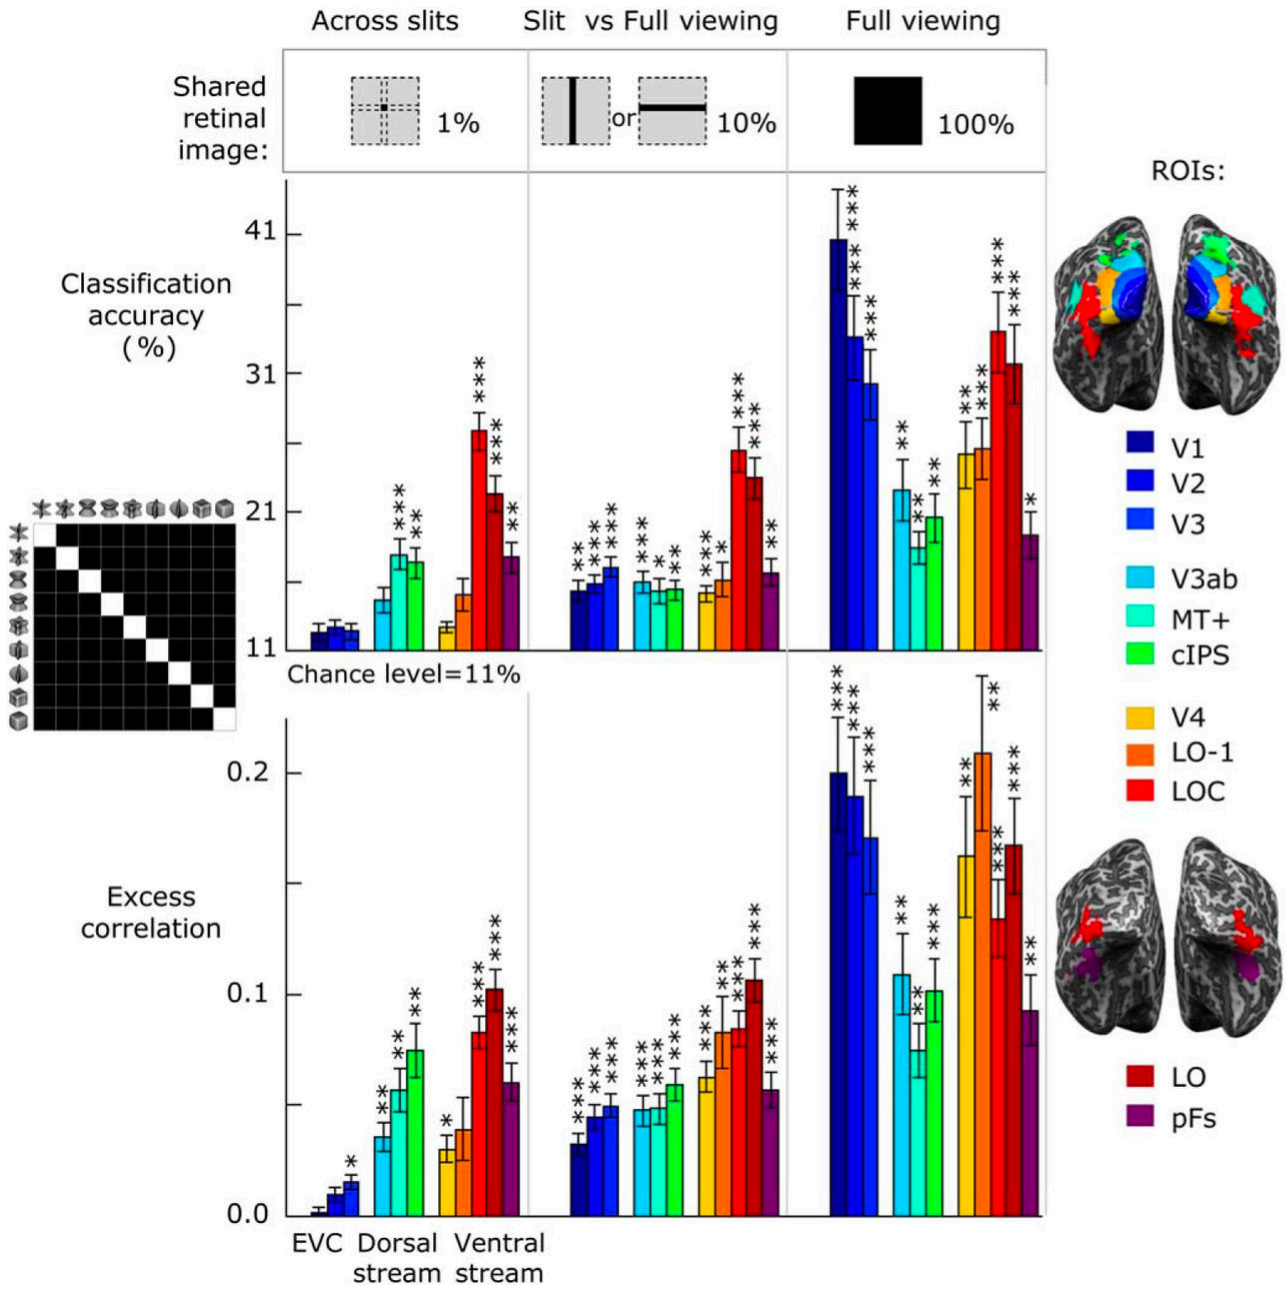 Across slits
Slit vs Full viewing
Full viewing
Shared
retinal
image:
1%
or
10%
100%
ROIs:
Classification
accuracy
(%)
41
31
21
11
***
**
***
***
**
**
***
***
***
*
**
***
*
***
***
**
***
***
***
**
**
**
**
***
***
***
*
Chance level=11%
V1
V2
V3
V3ab
MT+
cIPS
V4
LO-1
LOC
Excess
correlation
0.2
0.1
0.0
*
**
**
**
*
***
***
***
***
***
***
***
***
***
***
**
***
***
***
***
***
***
**
**
***
**
**
***
***
**
LO
pFs
EVC
Dorsal
stream
Ventral
stream